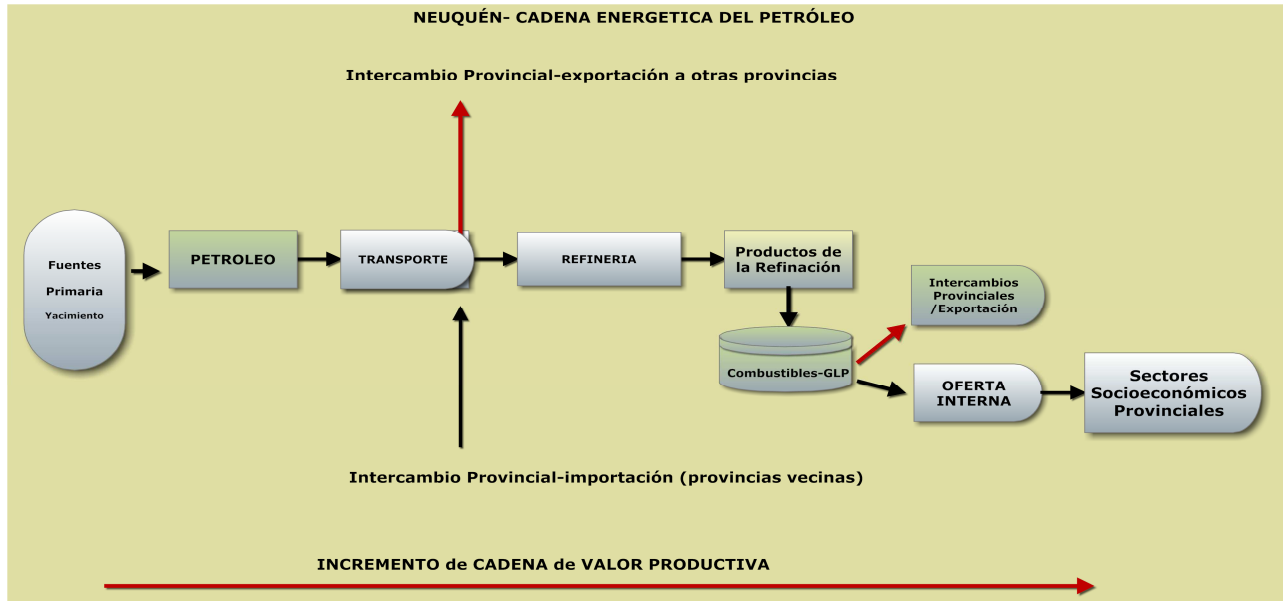 NEUQUÉN- CADENA ENERGETICA DEL PETRÓLEO
Intercambio Provincial-exportación a otras provincias
Fuentes
Primaria
Yacimiento
PETROLEO
TRANSPORTE
REFINERIA
Productos de
la Refinación
Intercambios
Provinciales
/Exportación
Combustibles-GLP
OFERTA
INTERNA
Sectores
Socioeconómicos
Provinciales
Intercambio Provincial-importación (provincias vecinas)
INCREMENTO de CADENA de VALOR PRODUCTIVA